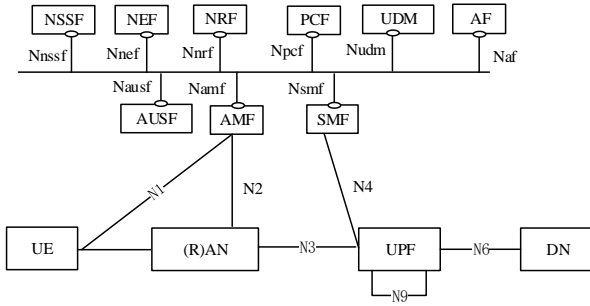 NSSF NEF NRF PCF UDM AF
Nnssf Nnef Nnrf Npcf Nudm Naf
Nausf Namf Nsmf
AUSF AMF SMF
N1 N2 N4
UE (R)AN N3 UPF N6 DN
N9